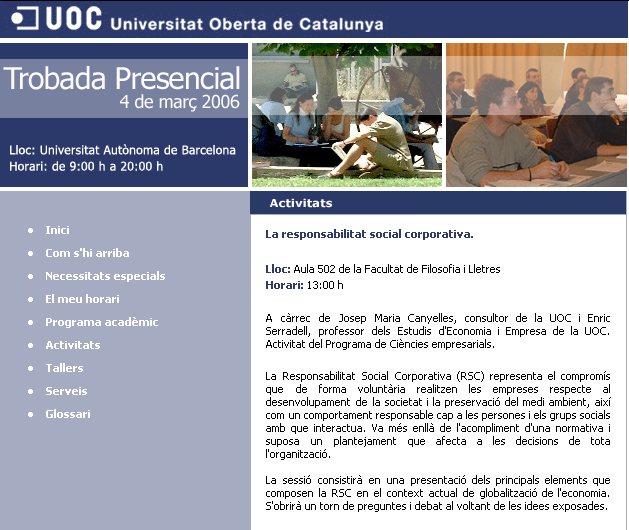 UOC Universitat Oberta de Catalunya
Trobada Presencial
4 de març 2006
Lloc: Universitat Autònoma de Barcelona
Horari: de 9:00 h a 20:00 h
Inici
Com s'hi arriba
Necessitats especials
El meu horari
Programa acadèmic
Activitats
Tallers
Serveis
Glossari
Activitats
La responsabilitat social corporativa.
Lloc: Aula 502 de la Facultat de Filosofia i Lletres
Horari: 13:00 h
A càrrec de Josep Maria Canyelles, consultor de la UOC i Enric
Serradell, professor dels Estudis d'Economia i Empresa de la UOC.
Activitat del Programa de Ciències empresarials.
La Responsabilitat Social Corporativa (RSC) representa el compromís
que de forma voluntària realitzen les empreses respecte al
desenvolupament de la societat i la preservació del medi ambient, així
com un comportament responsable cap a les persones i els grups socials
amb que interactua. Va més enllà de l'acompliment d'una normativa i
suposa un plantejament que afecta a les decisions de tota
l'organització.
La sessió consistirà en una presentació dels principals elements que
composen la RSC en el context actual de globalització de l'economia.
S'obrirà un torn de preguntes i debat al voltant de les idees exposades.